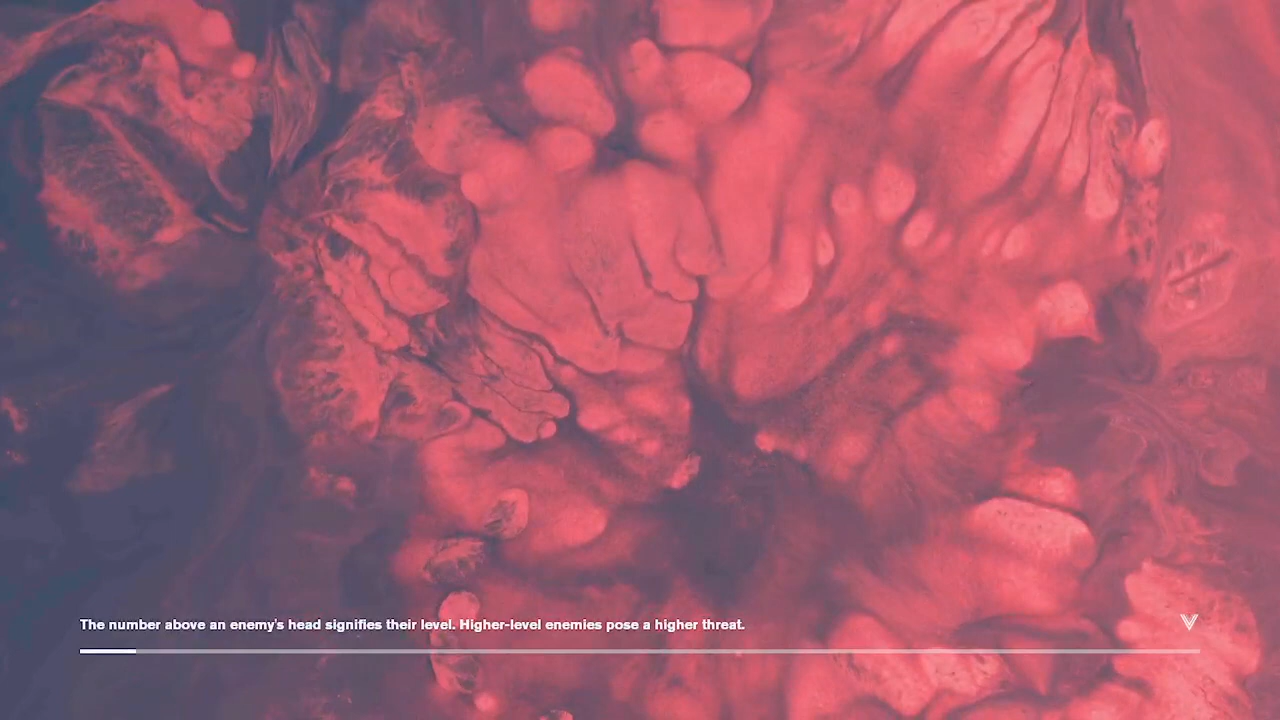 The number above an enemy's head signifies their level. Higher-level enemies pose a higher threat.